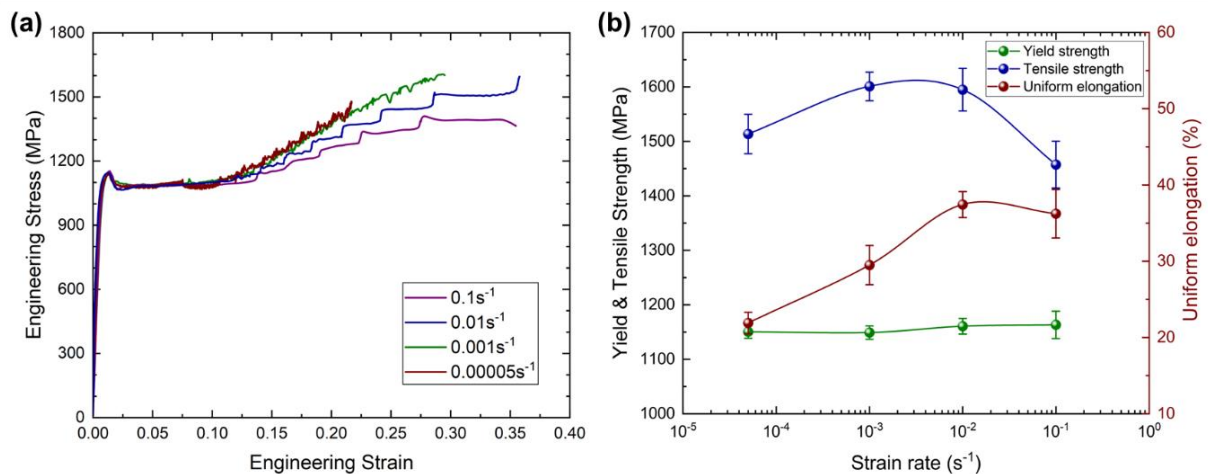 (a)
1800
1500
1200
900
600
300
0
Engineering Stress (MPa)
0.00 0.05 0.10 0.15 0.20 0.25 0.30 0.35 0.40
Engineering Strain
0.1s⁻¹
0.01s⁻¹
0.001s⁻¹
0.00005s⁻¹
(b)
1700
1600
1500
1400
1300
1200
1100
1000
Yield & Tensile Strength (MPa)
Yield strength
Tensile strength
Uniform elongation
60
50
40
30
20
10
Uniform elongation (%)
10⁻⁵ 10⁻⁴ 10⁻³ 10⁻² 10⁻¹ 10⁰
Strain rate (s⁻¹)